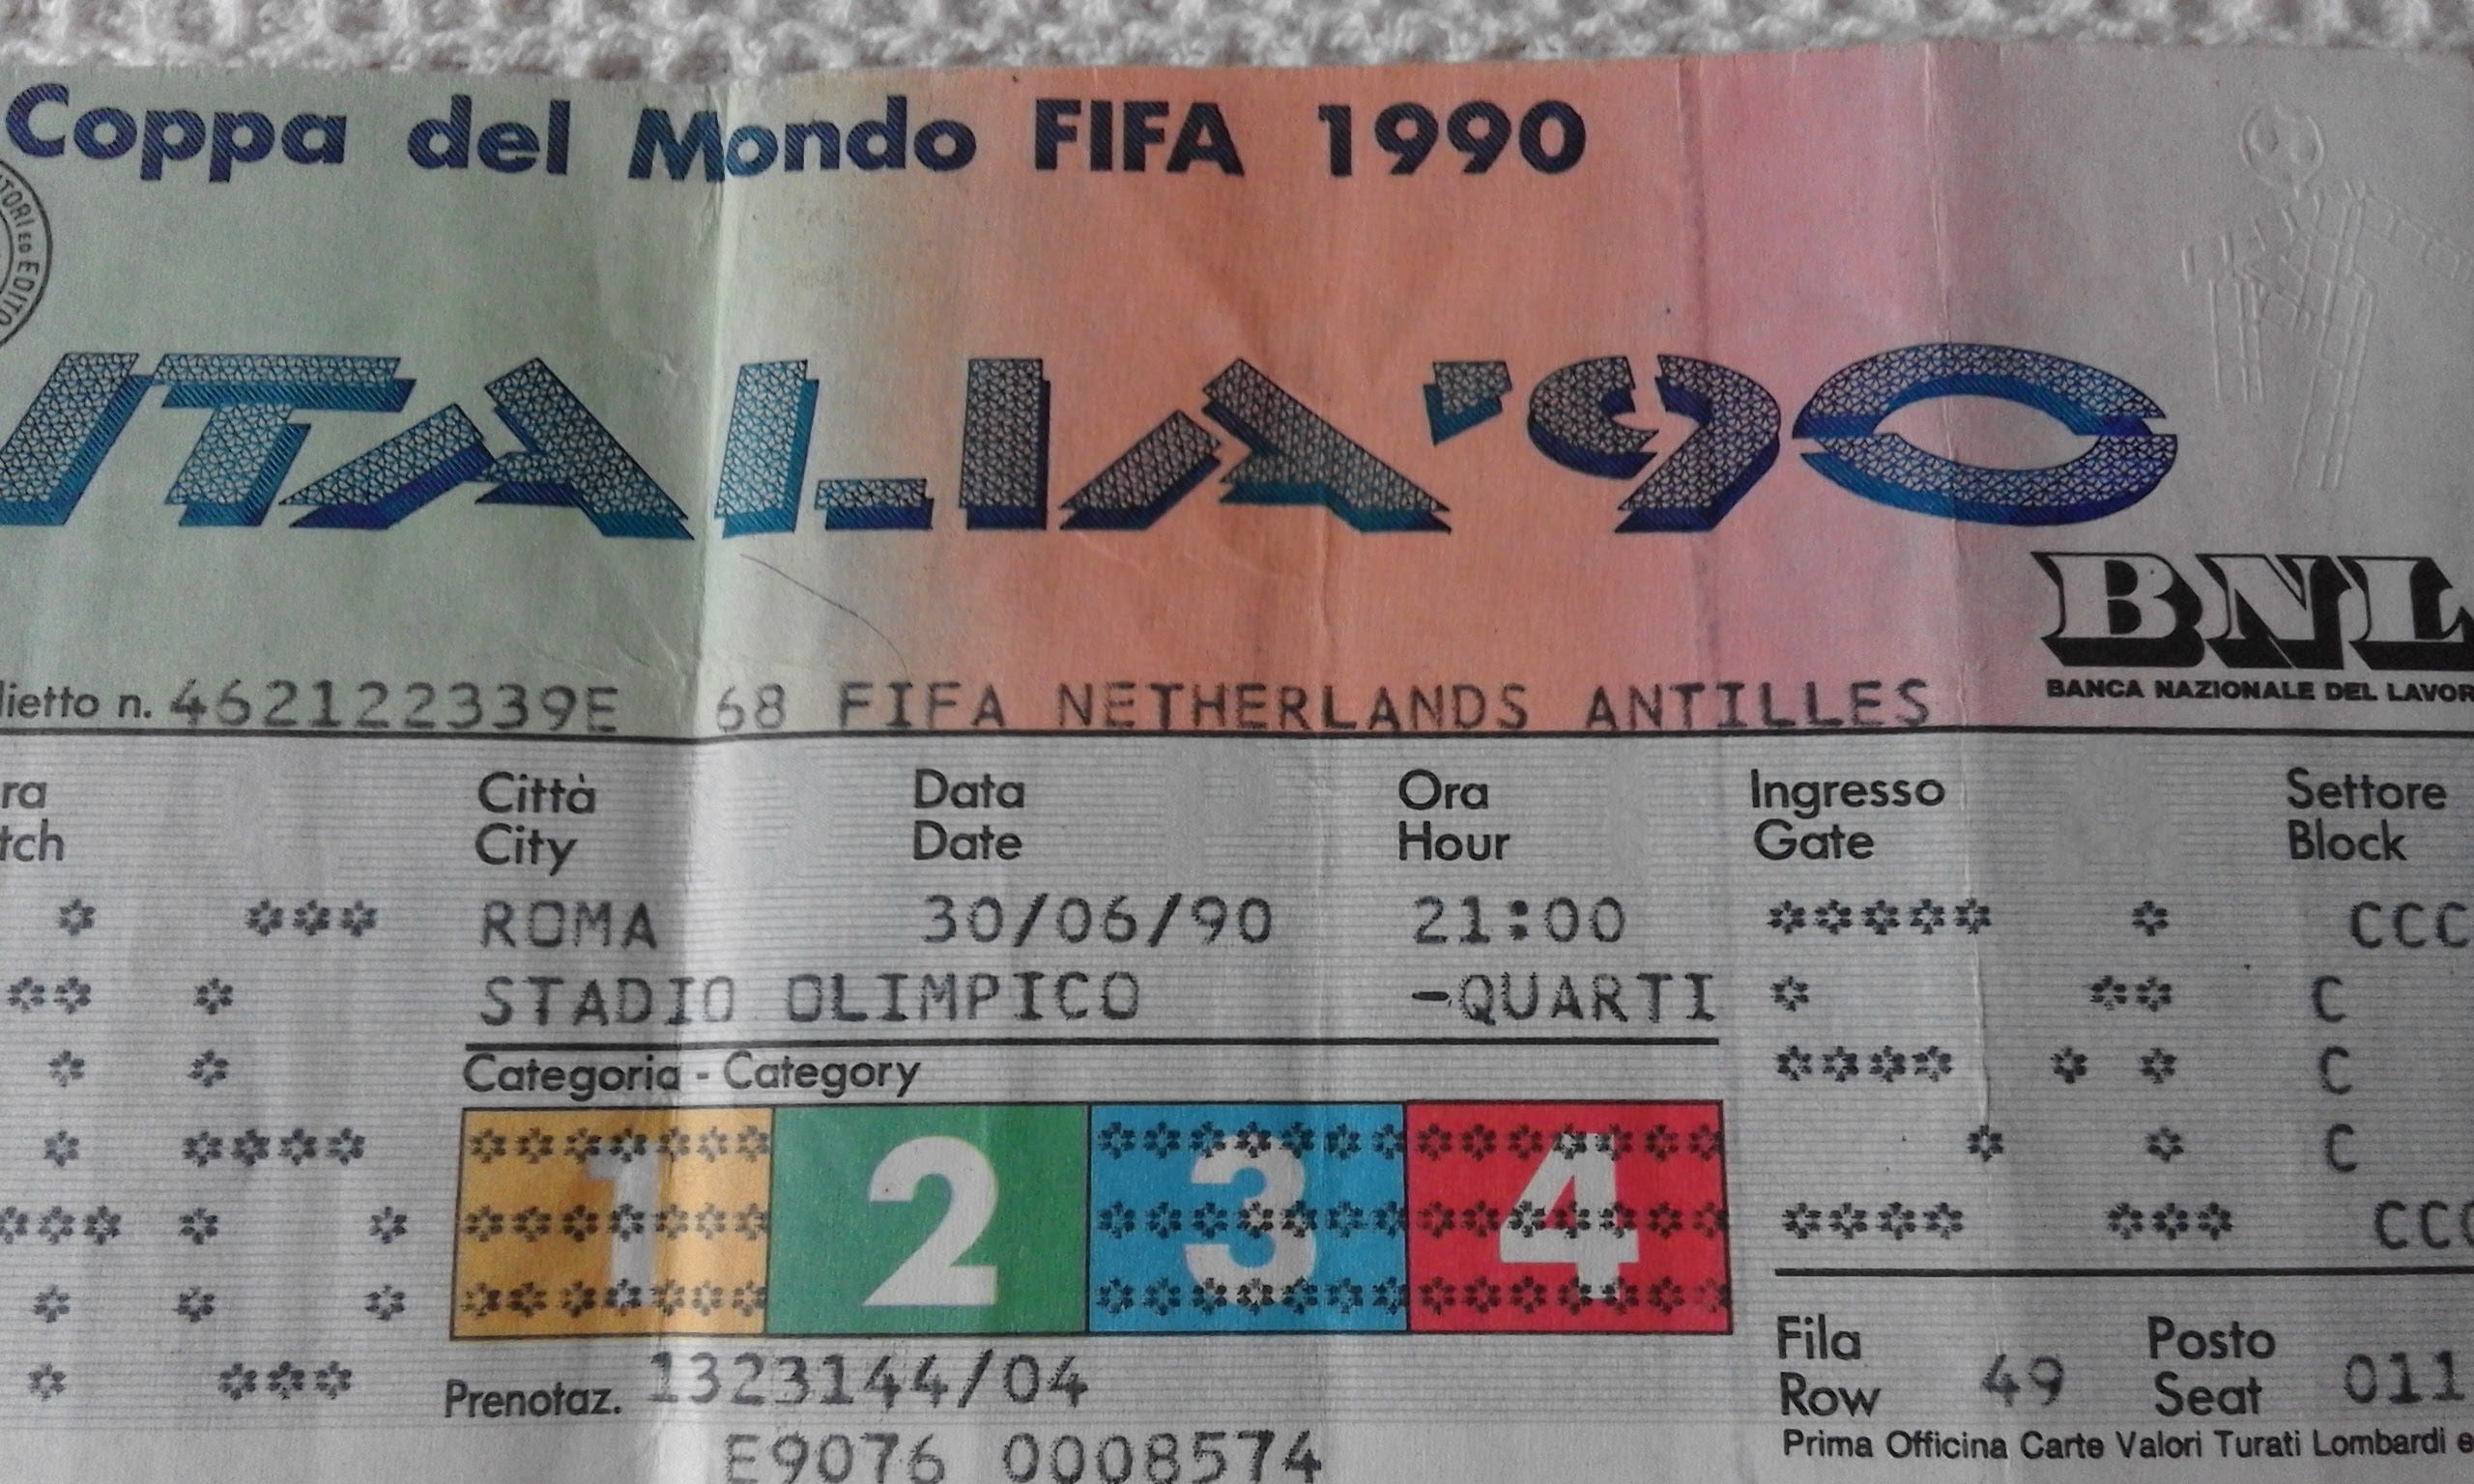 Coppa del Mondo FIFA 1990
TORI ED EDITO
ITALIA '90
BNL
BANCA NAZIONALE DEL LAVOR
lietto n. 462122339E 68 FIFA NETHERLANDS ANTILLES
ra Città Data Ora Ingresso Settore
tch City Date Hour Gate Block
* *** ROMA 30/06/90 21:00 ***** * CCC
** * STADIO OLIMPICO -QUARTI * ** C
* * Categoria - Category **** * * C
* **** * * C
*** * * 1 2 3 4 **** *** CCC
* * *
* *** Prenotaz. 1323144/04
Fila Posto
Row 49 Seat 011
E9076 0008574
Prima Officina Carte Valori Turati Lombardi e